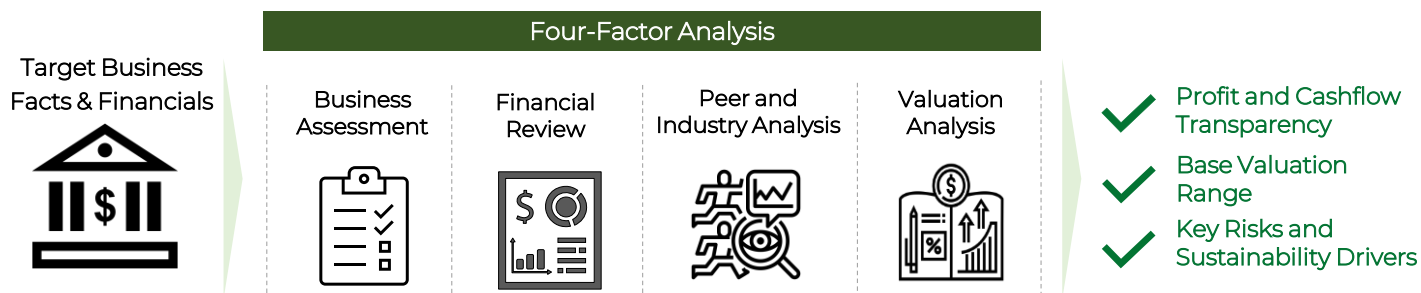 Four-Factor Analysis
Target Business
Facts & Financials
$
Business
Assessment
Financial
Review
$
Peer and
Industry Analysis
Valuation
Analysis
$
%
Profit and Cashflow
Transparency
Base Valuation
Range
Key Risks and
Sustainability Drivers